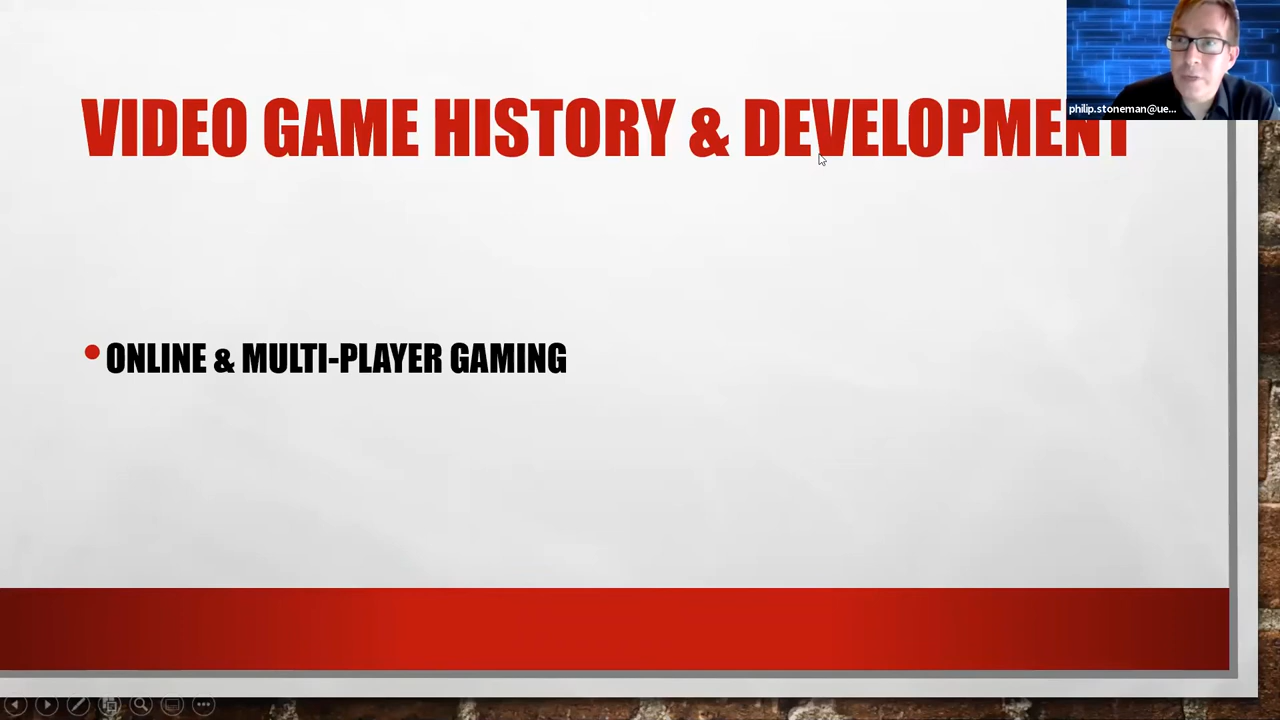 VIDEO GAME HISTORY & DEVELOPMENT
philip.stoneman@ue...
• ONLINE & MULTI-PLAYER GAMING